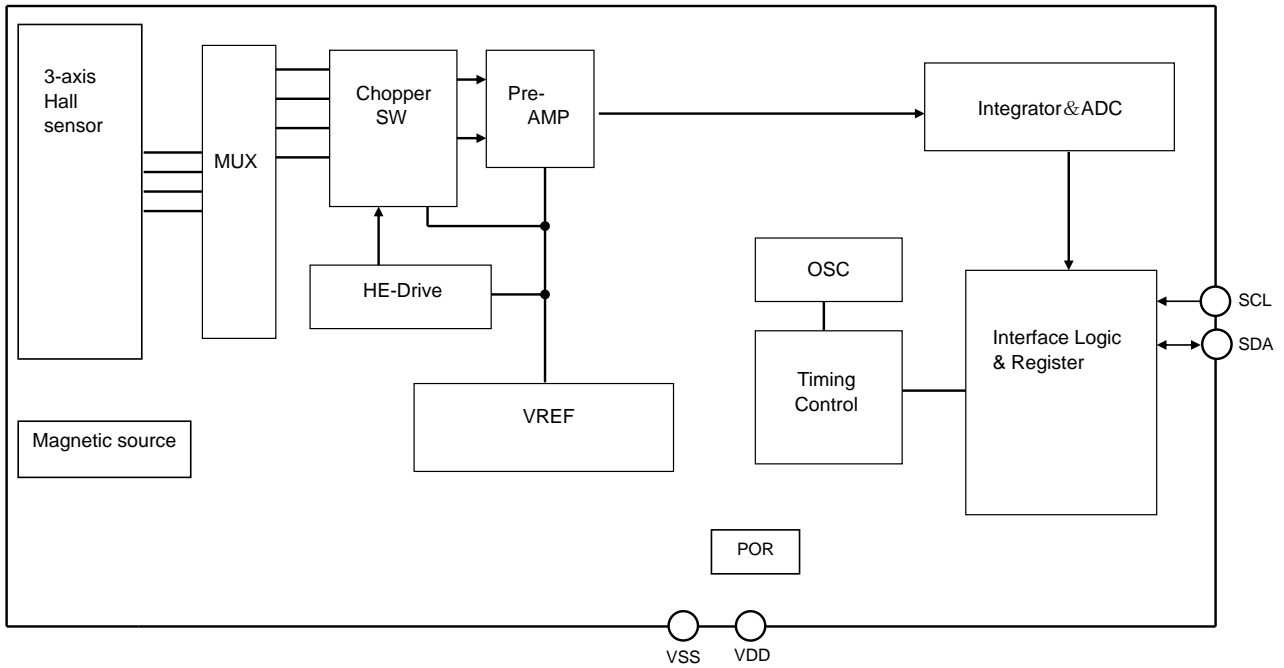 3-axis
Hall
sensor
MUX
Chopper
SW
Pre-
AMP
Integrator&ADC
HE-Drive
OSC
Interface Logic
& Register
SCL
SDA
Timing
Control
VREF
Magnetic source
POR
VSS
VDD